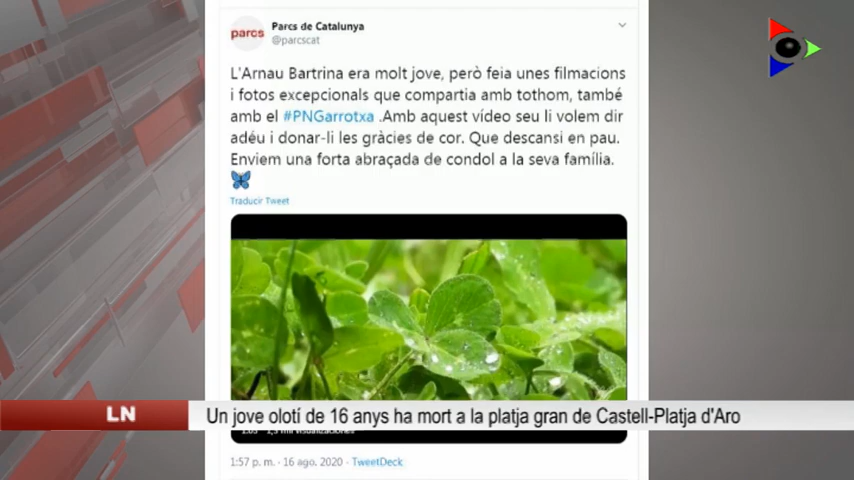 parcs
Parcs de Catalunya
@parcscat
L'Arnau Bartrina era molt jove, però feia unes filmacions
i fotos excepcionals que compartia amb tothom, també
amb el #PNGarrotxa .Amb aquest vídeo seu li volem dir
adéu i donar-li les gràcies de cor. Que descansi en pau.
Enviem una forta abraçada de condol a la seva família.
Traducir Tweet
LN
Un jove olotí de 16 anys ha mort a la platja gran de Castell-Platja d'Aro
1:57 p. m. · 16 ago. 2020 · TweetDeck